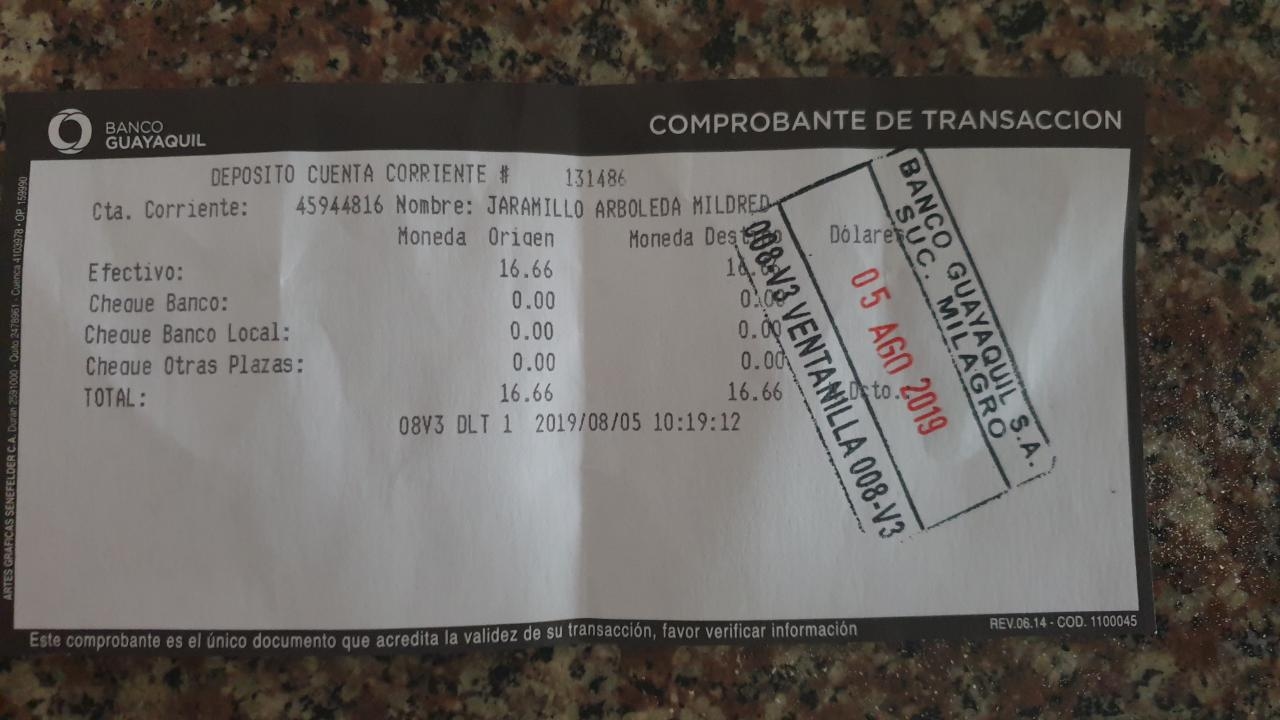 BANCO
GUAYAQUIL
COMPROBANTE DE TRANSACCION
DEPOSITO CUENTA CORRIENTE # 131486
Cta. Corriente: 45944816 Nombre: JARAMILLO ARBOLEDA MILDRED
Moneda Origen Moneda Dólares
Efectivo: 16.66
Cheque Banco: 0.00 0.00
Cheque Banco Local: 0.00 0.00
Cheque Otras Plazas: 0.00 0.00
TOTAL: 16.66 16.66 Dcto.
08V3 DLT 1 2019/08/05 10:19:12
BANCO GUAYAQUIL S.A.
SUC. MILAGRO
05 AGO 2019
008-V3 VENTANILLA 008-V3
Este comprobante es el único documento que acredita la validez de su transacción, favor verificar información
REV.06.14 - COD. 1100045
ARTES GRAFICAS SENEFELDER C.A. Durán 2591000 - Quito 2478961 - Cuenca 4103978 - OP. 159990